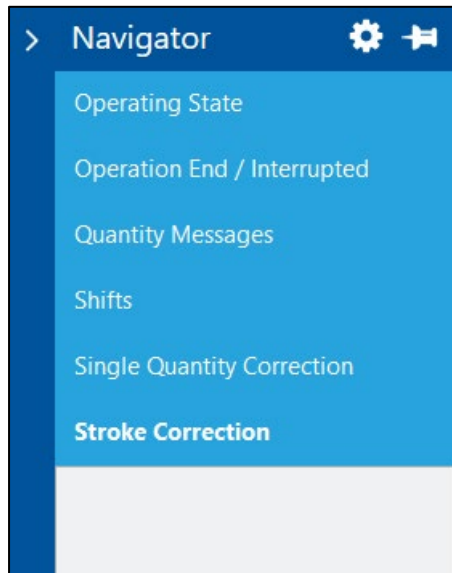 Navigator
Operating State
Operation End / Interrupted
Quantity Messages
Shifts
Single Quantity Correction
Stroke Correction